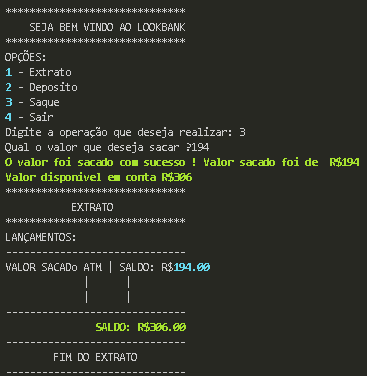 ******************************
SEJA BEM VINDO AO LOOKBANK
******************************
OPÇÕES:
1 - Extrato
2 - Deposito
3 - Saque
4 - Sair
Digite a operação que deseja realizar: 3
Qual o valor que deseja sacar ?194
O valor foi sacado com sucesso ! Valor sacado foi de  R$194
Valor disponivel em conta R$306
******************************
EXTRATO
******************************
LANÇAMENTOS:
------------------------------
VALOR SACADo ATM | SALDO: R$194.00
|      |
|      |
------------------------------
SALDO: R$306.00
------------------------------
FIM DO EXTRATO
------------------------------